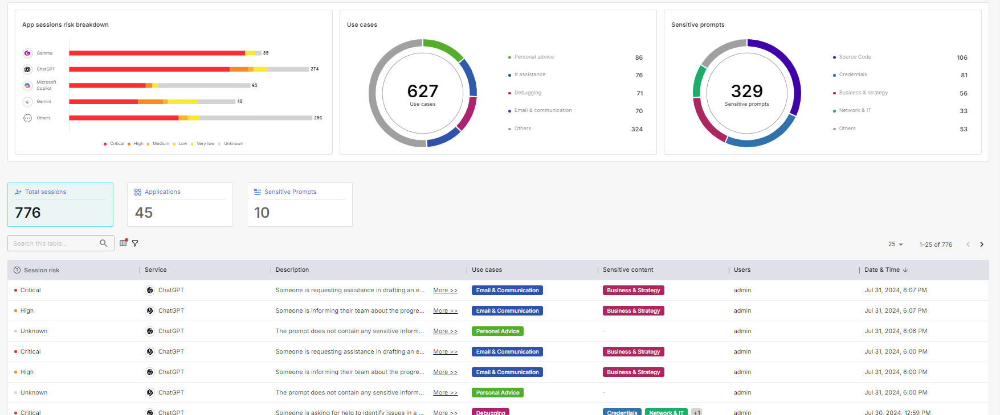 App sessions risk breakdown
Gamma 89
ChatGPT 274
Microsoft
Copilot 69
Gemini 48
Others 296
Critical High Medium Low Very low Unknown
Use cases
627
Use cases
Personal advice 86
It assistance 76
Debugging 71
Email & communication 70
Others 324
Sensitive prompts
329
Sensitive prompts
Source Code 106
Credentials 81
Business & strategy 56
Network & IT 33
Others 53
Total sessions
776
Applications
45
Sensitive Prompts
10
Search this table...
25 1–25 of 776
Session risk Service Description Use cases Sensitive content Users Date & Time
Critical ChatGPT Someone is requesting assistance in drafting an e... More >> Email & Communication Business & Strategy admin Jul 31, 2024, 6:07 PM
High ChatGPT Someone is informing their team about the progre... More >> Email & Communication Business & Strategy admin Jul 31, 2024, 6:07 PM
Unknown ChatGPT The prompt does not contain any sensitive inform... More >> Personal Advice - admin Jul 31, 2024, 6:06 PM
Critical ChatGPT Someone is requesting assistance in drafting an e... More >> Email & Communication Business & Strategy admin Jul 31, 2024, 6:00 PM
High ChatGPT Someone is informing their team about the progre... More >> Email & Communication Business & Strategy admin Jul 31, 2024, 6:00 PM
Unknown ChatGPT The prompt does not contain any sensitive inform... More >> Personal Advice - admin Jul 31, 2024, 6:00 PM
Critical ChatGPT Someone is asking for help to identify issues in a ... More >> Debugging Credentials Network & IT +1 admin Jul 30, 2024, 12:59 PM